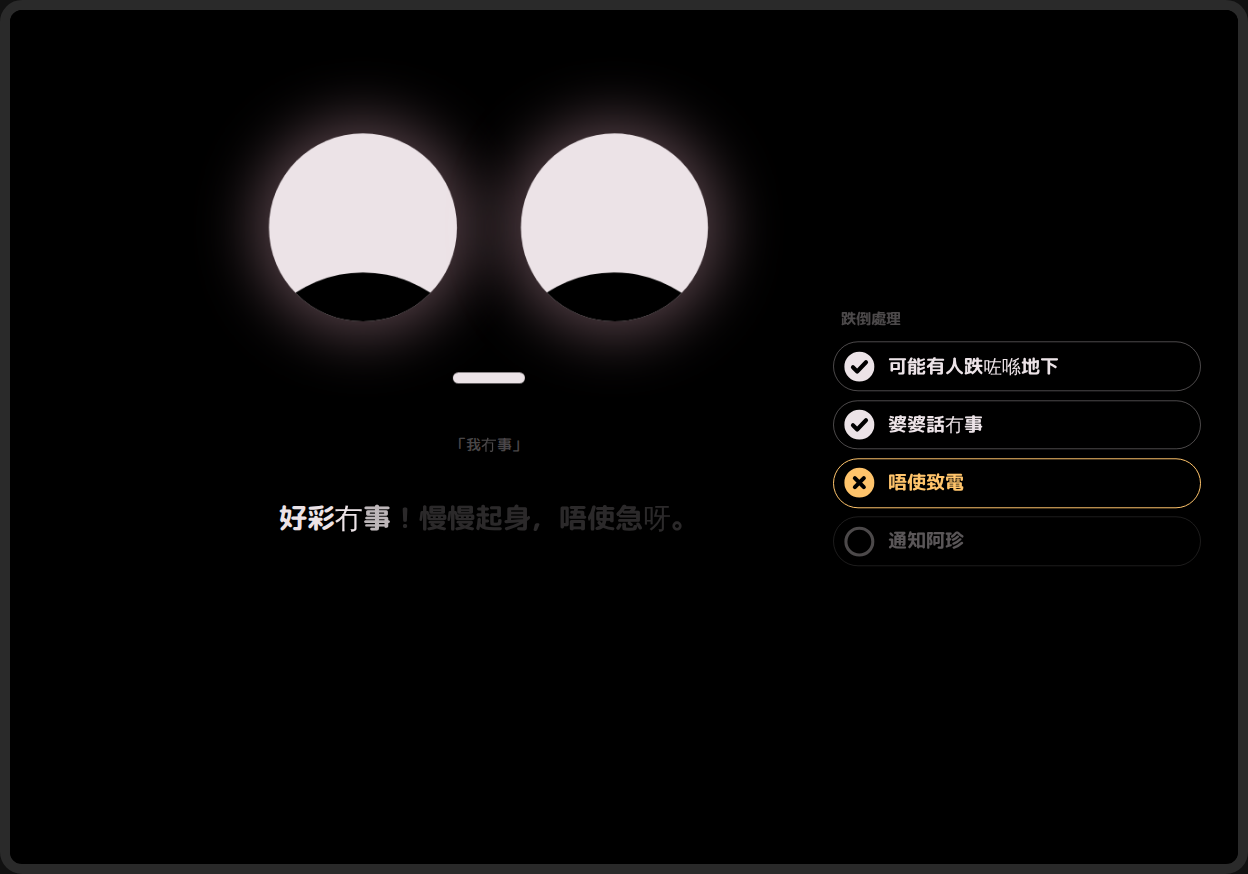 「我冇事」
好彩冇事！慢慢起身，唔使急呀。
跌倒處理
可能有人跌咗喺地下
婆婆話冇事
唔使致電
通知阿珍